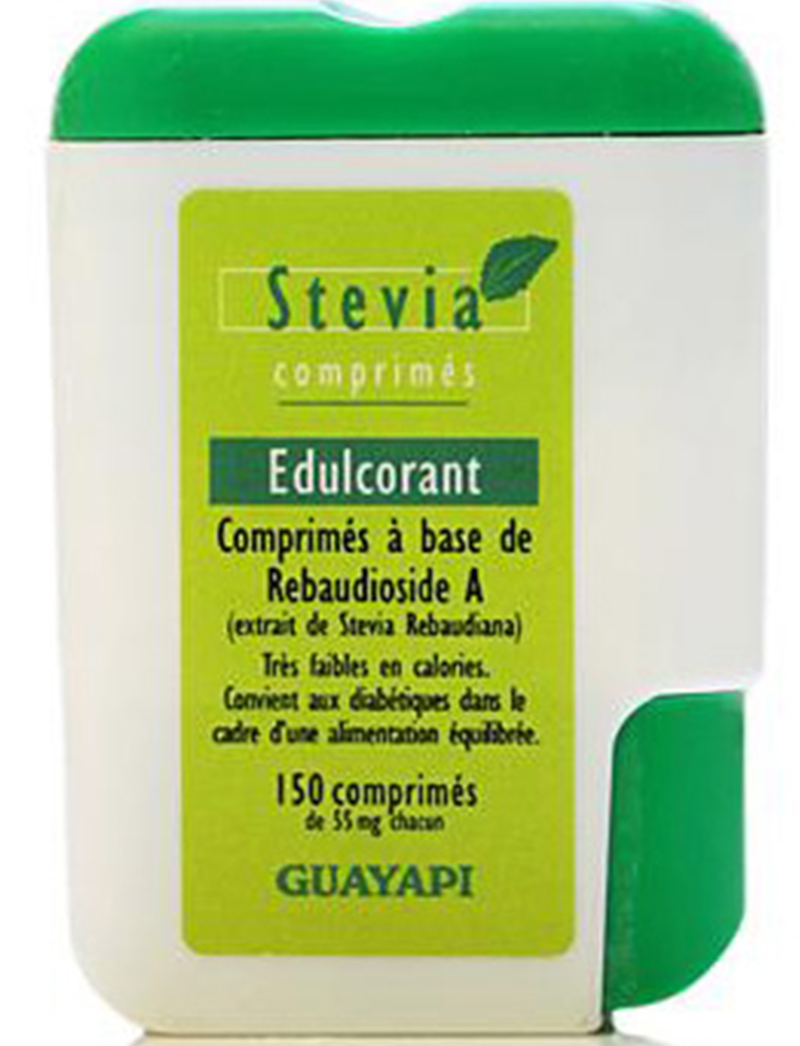 Stevia
comprimés
Edulcorant
Comprimés à base de
Rebaudioside A
(extrait de Stevia Rebaudiana)
Très faibles en calories.
Convient aux diabétiques dans le
cadre d'une alimentation équilibrée.
150 comprimés
de 55 mg chacun
GUAYAPI